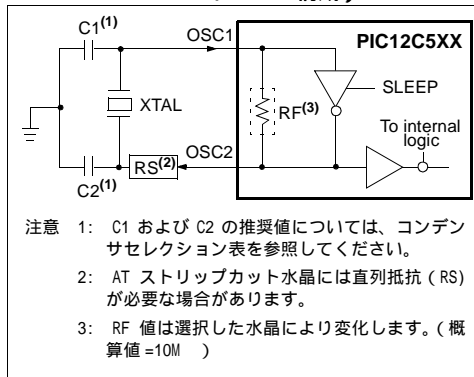 C1(1)
OSC1
PIC12C5XX
SLEEP
XTAL
RF(3)
To internal
logic
OSC2
RS(2)
C2(1)
注意 1: C1 および C2 の推奨値については、コンデン
サセレクション表を参照してください。
2: AT ストリップカット水晶には直列抵抗 ( RS)
が必要な場合があります。
3: RF 値は選択した水晶により変化します。( 概
算値 =10M )